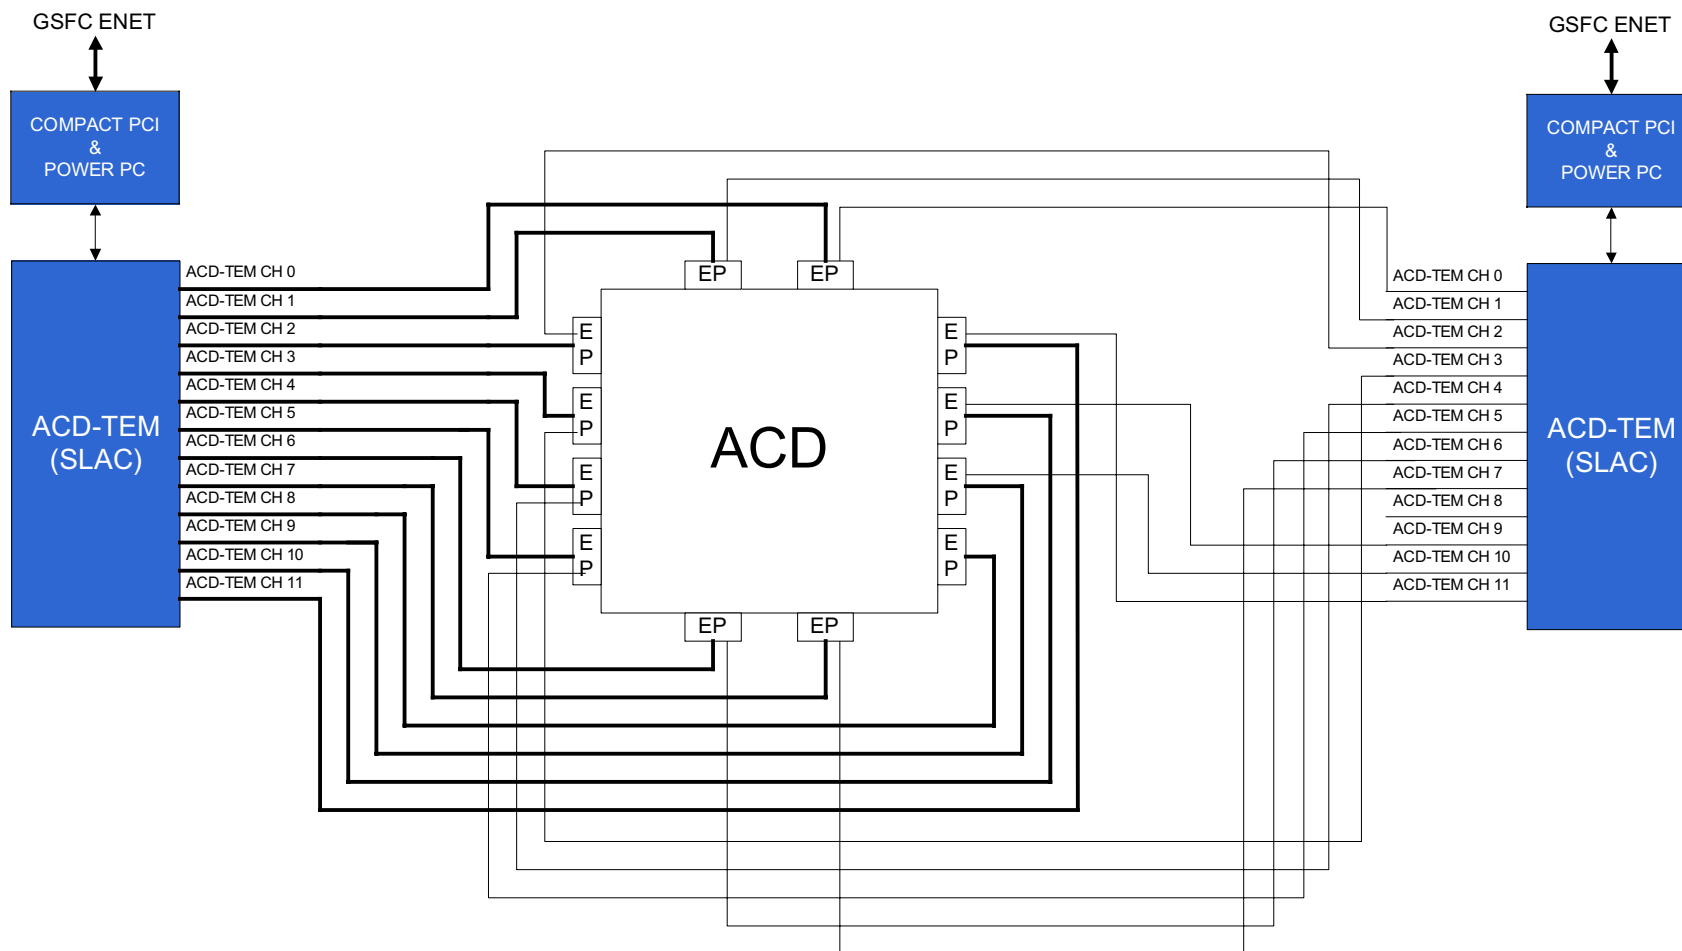 GSFC ENET
COMPACT PCI
&
POWER PC
ACD-TEM
(SLAC)
ACD-TEM CH 0
ACD-TEM CH 1
ACD-TEM CH 2
ACD-TEM CH 3
ACD-TEM CH 4
ACD-TEM CH 5
ACD-TEM CH 6
ACD-TEM CH 7
ACD-TEM CH 8
ACD-TEM CH 9
ACD-TEM CH 10
ACD-TEM CH 11
EP
EP
E
P
E
P
E
P
E
P
ACD
E
P
E
P
E
P
E
P
EP
EP
GSFC ENET
COMPACT PCI
&
POWER PC
ACD-TEM CH 0
ACD-TEM CH 1
ACD-TEM CH 2
ACD-TEM CH 3
ACD-TEM CH 4
ACD-TEM CH 5
ACD-TEM CH 6
ACD-TEM CH 7
ACD-TEM CH 8
ACD-TEM CH 9
ACD-TEM CH 10
ACD-TEM CH 11
ACD-TEM
(SLAC)